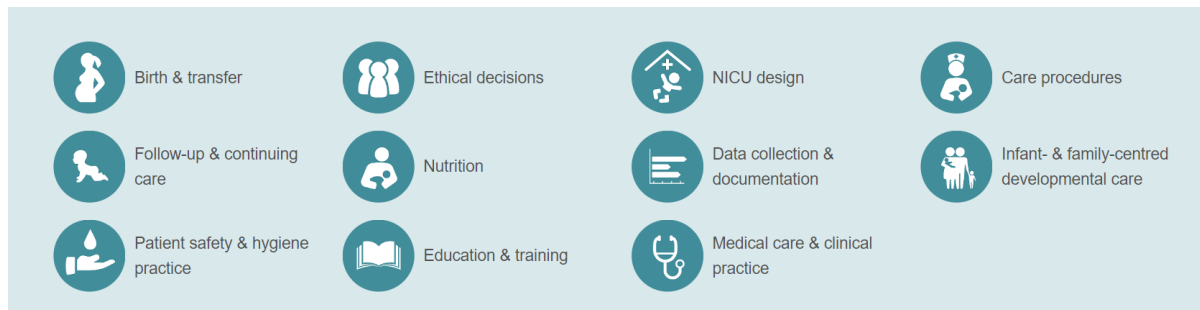 Birth & transfer
Ethical decisions
NICU design
Care procedures
Follow-up & continuing
care
Nutrition
Data collection &
documentation
Infant- & family-centred
developmental care
Patient safety & hygiene
practice
Education & training
Medical care & clinical
practice